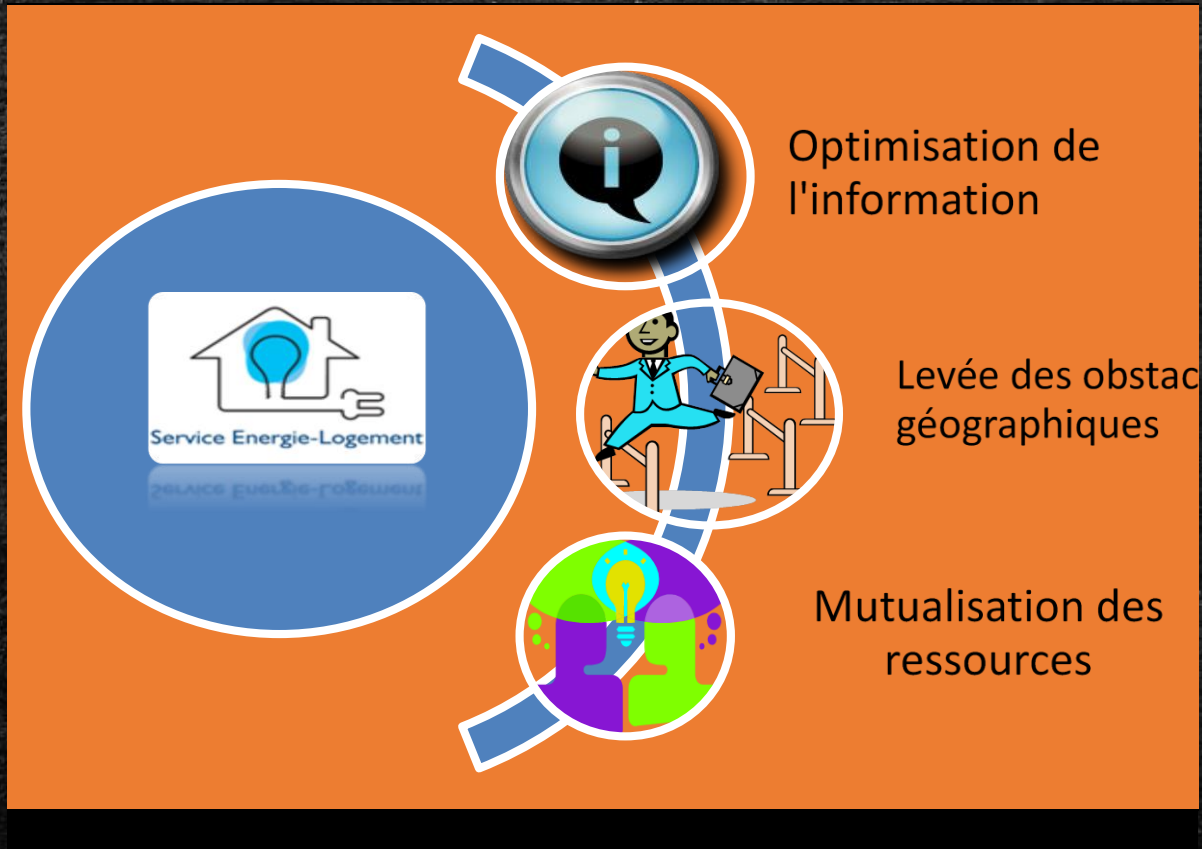 Optimisation de
l'information
Service Energie-Logement
Levée des obstac
géographiques
Mutualisation des
ressources